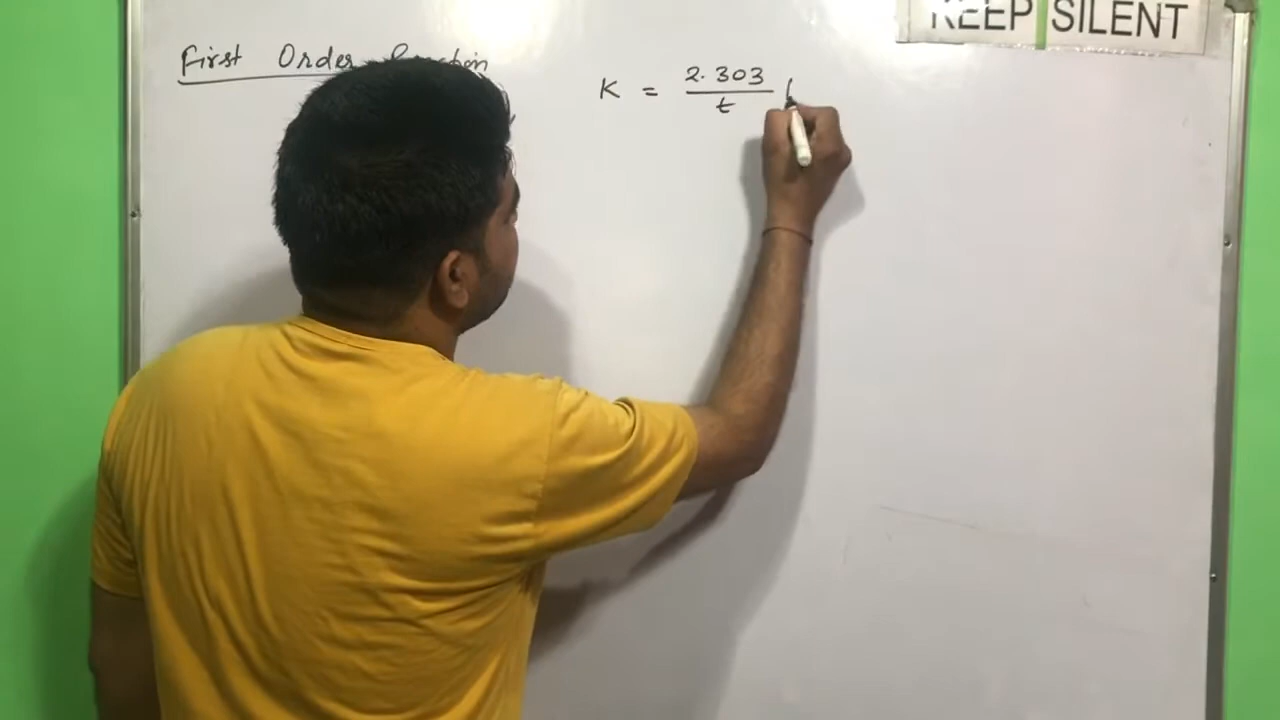 KEEP SILENT
First Order
K = 2.303 / t